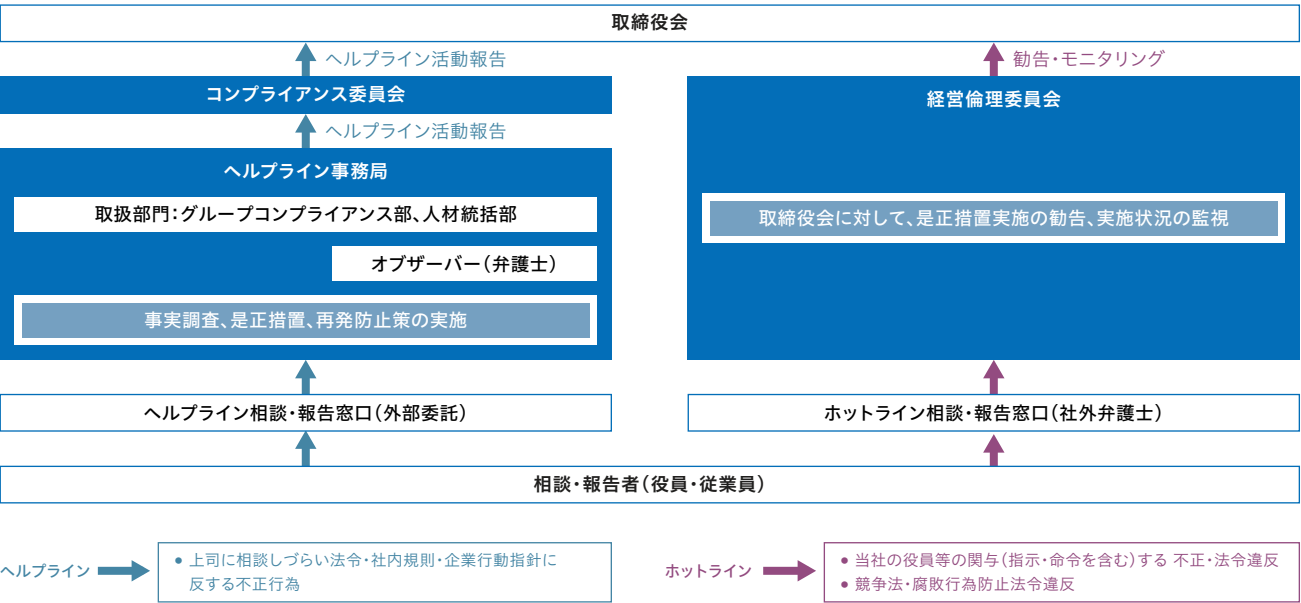 取締役会
ヘルプライン活動報告
勧告・モニタリング
コンプライアンス委員会
経営倫理委員会
ヘルプライン活動報告
ヘルプライン事務局
取扱部門：グループコンプライアンス部、人材統括部
取締役会に対して、是正措置実施の勧告、実施状況の監視
オブザーバー（弁護士）
事実調査、是正措置、再発防止策の実施
ヘルプライン相談・報告窓口（外部委託）
ホットライン相談・報告窓口（社外弁護士）
相談・報告者（役員・従業員）
ヘルプライン
● 上司に相談しづらい法令・社内規則・企業行動指針に
反する不正行為
ホットライン
● 当社の役員等の関与（指示・命令を含む）する 不正・法令違反
● 競争法・腐敗行為防止法令違反